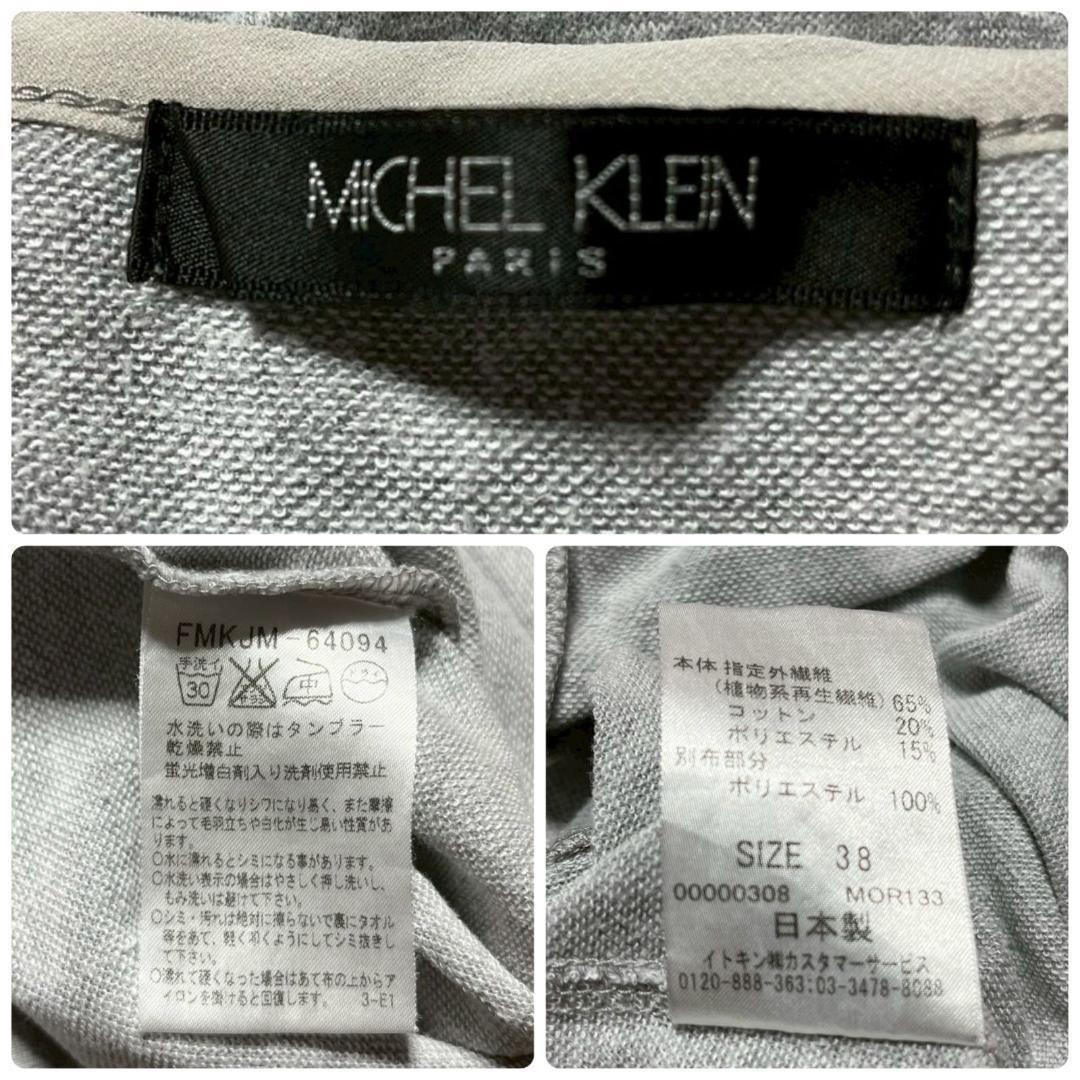 MICHEL KLEIN
PARIS
FMKJM-64094
手洗イ
30
エンソサラシ
中
ドライ
水洗いの際はタンブラー
乾燥禁止
蛍光増白剤入り洗剤使用禁止
濡れると硬くなりシワになり易く、また摩擦
によって毛羽立ちや白化が生じ易い性質があ
ります。
○水に濡れるとシミになる事があります。
○水洗い表示の場合はやさしく押し洗いし、
もみ洗いは避けて下さい。
○シミ・汚れは絶対に擦らないで裏にタオル
等をあて、軽く叩くようにしてシミ抜きし
て下さい。
○濡れて硬くなった場合はあて布の上からア
イロンを掛けると回復します。 3-E1
本体 指定外繊維
(植物系再生繊維) 65%
コットン 20%
ポリエステル 15%
別布部分
ポリエステル 100%
SIZE 38
00000308 MOR133
日本製
イトキン㈱カスタマーサービス
0120-888-363:03-3478-8088